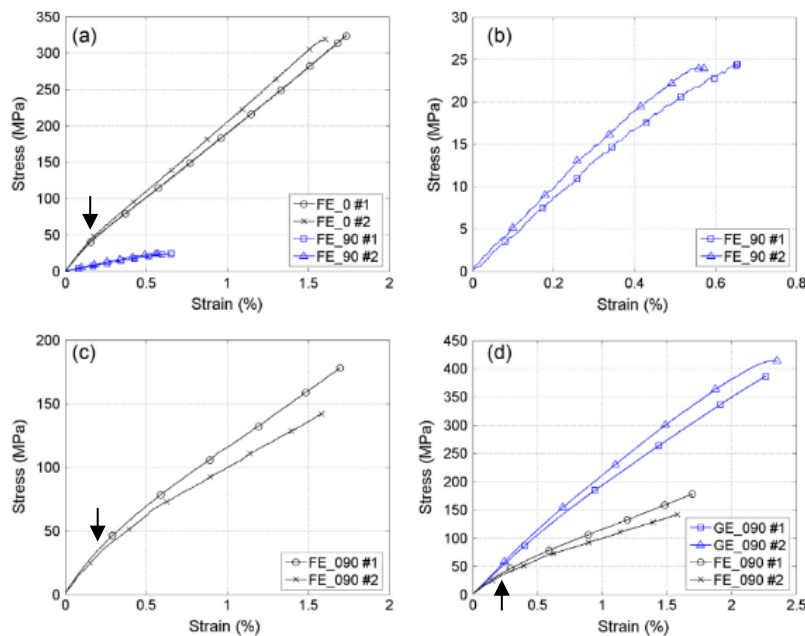 (a)
350
300
250
200
150
100
50
0
0 0.5 1 1.5 2
Stress (MPa)
Strain (%)
FE_0 #1
FE_0 #2
FE_90 #1
FE_90 #2
(b)
30
25
20
15
10
5
0
0 0.2 0.4 0.6 0.8
Stress (MPa)
Strain (%)
FE_90 #1
FE_90 #2
(c)
200
150
100
50
0
0 0.5 1 1.5 2
Stress (MPa)
Strain (%)
FE_090 #1
FE_090 #2
(d)
450
400
350
300
250
200
150
100
50
0
0 0.5 1 1.5 2 2.5
Stress (MPa)
Strain (%)
GE_090 #1
GE_090 #2
FE_090 #1
FE_090 #2